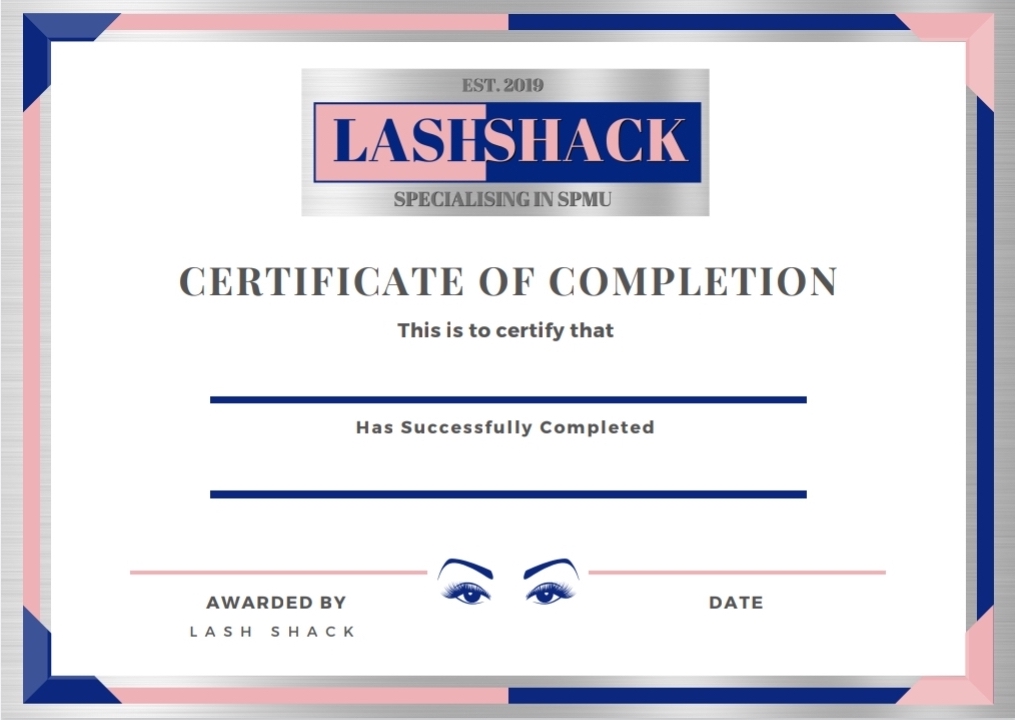 EST. 2019
LASHSHACK
SPECIALISING IN SPMU
CERTIFICATE OF COMPLETION
This is to certify that
Has Successfully Completed
AWARDED BY
LASH SHACK
DATE